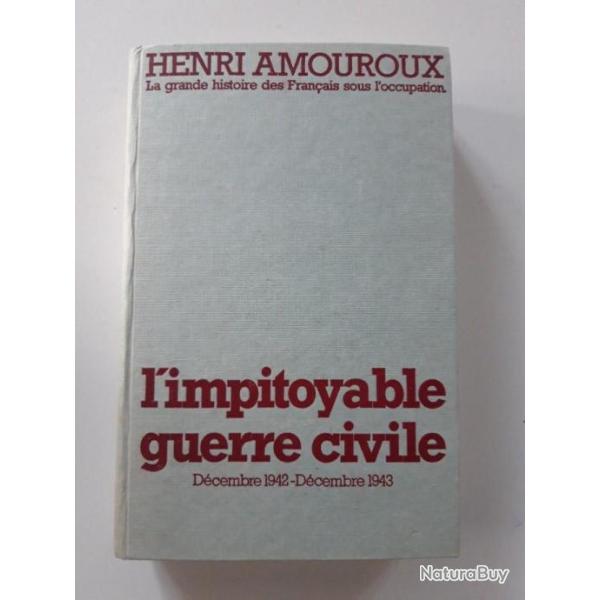 HENRI AMOUROUX
La grande histoire des Français sous l'occupation.
l'impitoyable
guerre civile
Décembre 1942-Décembre 1943
NaturaBuy